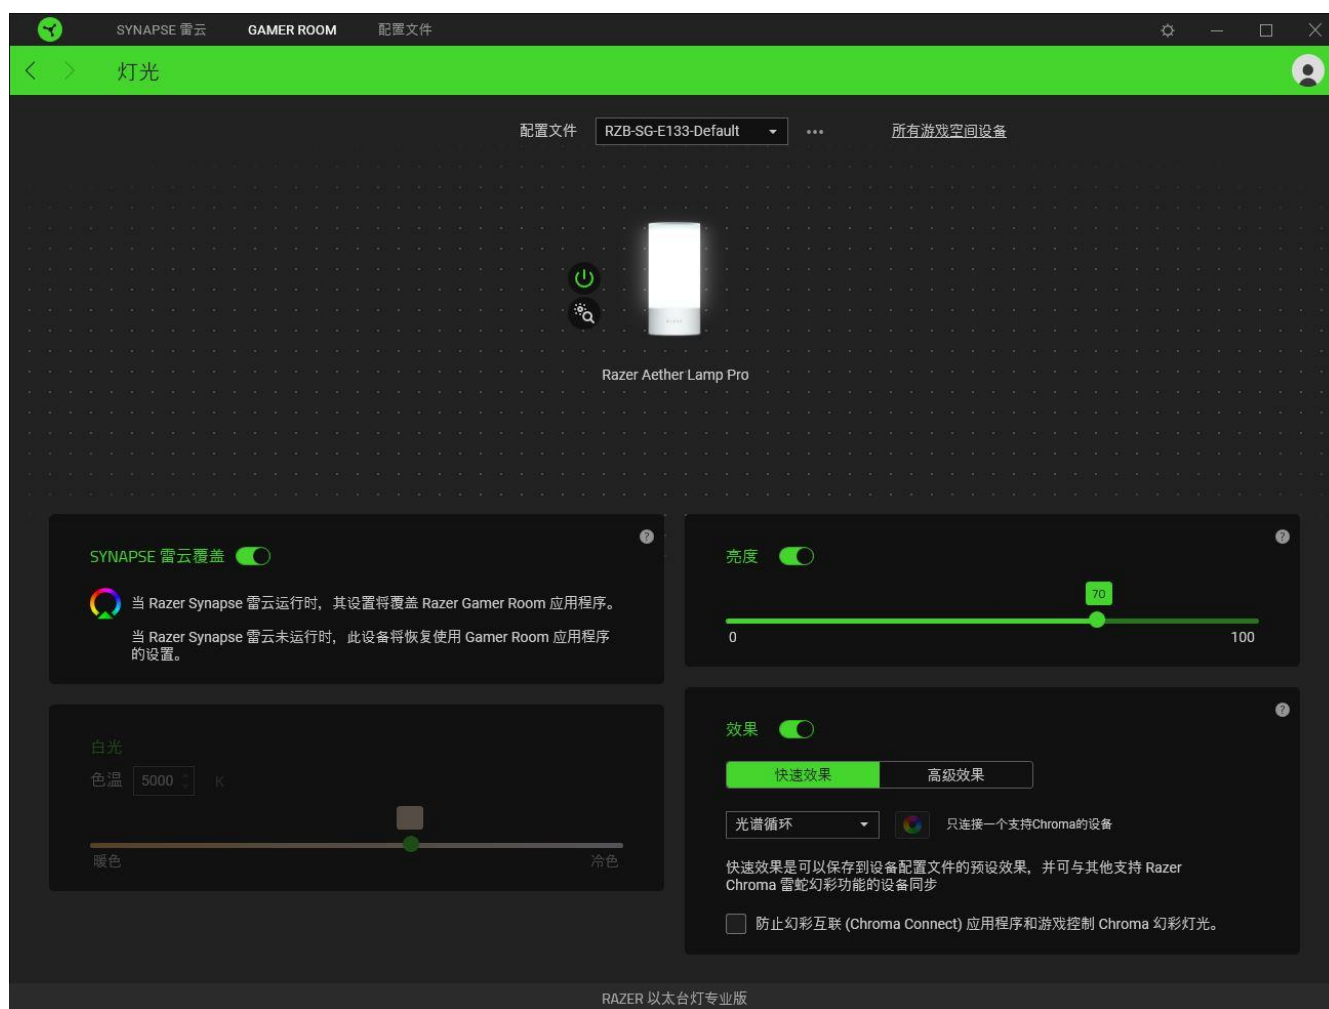 SYNAPSE 雷云 GAMER ROOM 配置文件
灯光
配置文件 RZB-SG-E133-Default 所有游戏空间设备
Razer Aether Lamp Pro
SYNAPSE 雷云覆盖
当 Razer Synapse 雷云运行时，其设置将覆盖 Razer Gamer Room 应用程序。
当 Razer Synapse 雷云未运行时，此设备将恢复使用 Gamer Room 应用程序
的设置。
白光
色温 5000 K
暖色 冷色
亮度
70
0 100
效果
快速效果 高级效果
光谱循环 只连接一个支持Chroma的设备
快速效果是可以保存到设备配置文件的预设效果，并可与其他支持 Razer
Chroma 雷蛇幻彩功能的设备同步
防止幻彩互联 (Chroma Connect) 应用程序和游戏控制 Chroma 幻彩灯光。
RAZER 以太台灯专业版